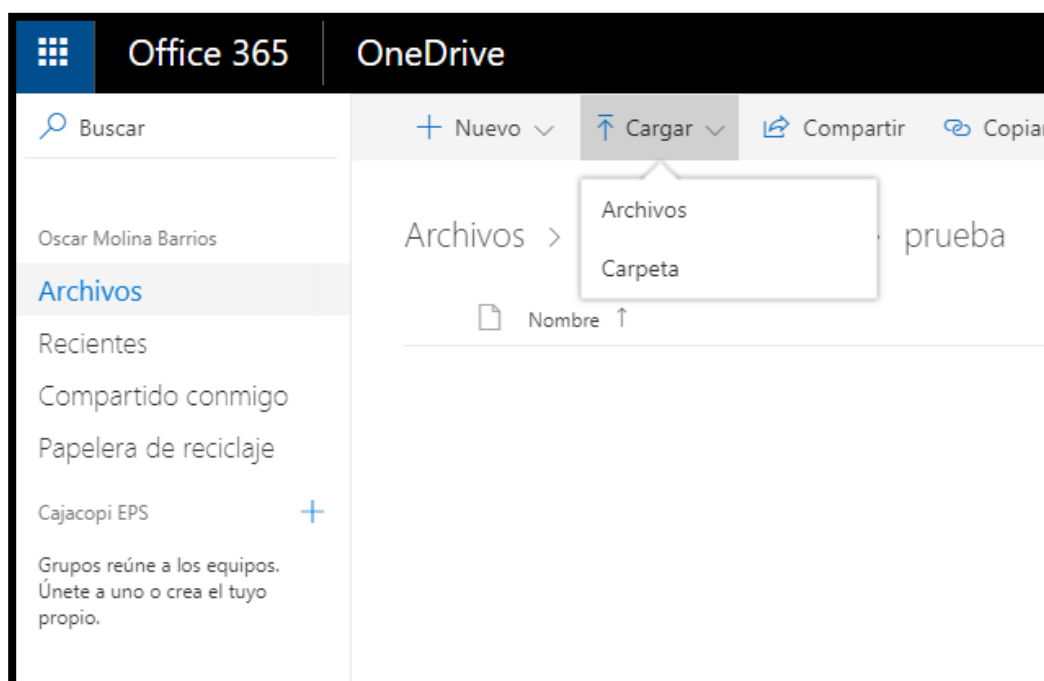 Office 365 OneDrive
Buscar
Nuevo Cargar Compartir Copiar
Archivos
Carpeta
Archivos > prueba
Nombre ↑
Oscar Molina Barrios
Archivos
Recientes
Compartido conmigo
Papelera de reciclaje
Cajacopi EPS +
Grupos reúne a los equipos.
Únete a uno o crea el tuyo
propio.